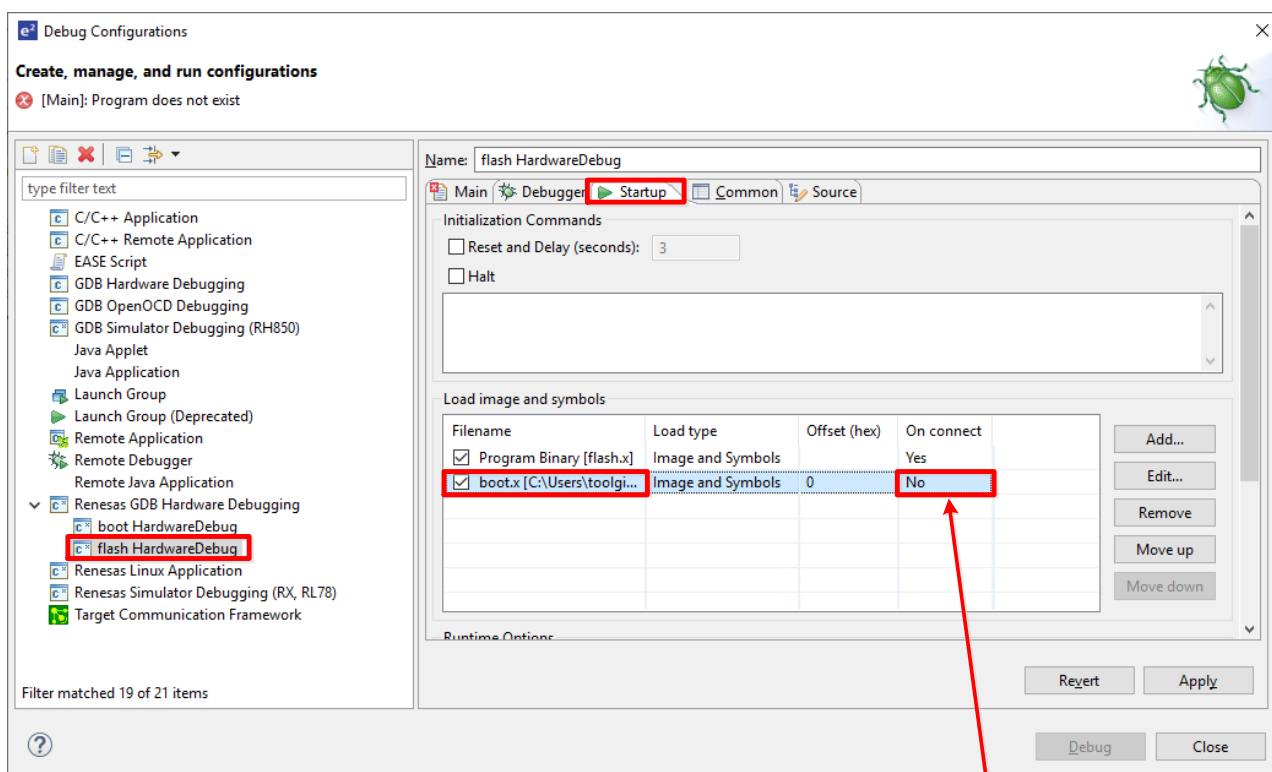 e² Debug Configurations
Create, manage, and run configurations
[Main]: Program does not exist
type filter text
C/C++ Application
C/C++ Remote Application
EASE Script
GDB Hardware Debugging
GDB OpenOCD Debugging
GDB Simulator Debugging (RH850)
Java Applet
Java Application
Launch Group
Launch Group (Deprecated)
Remote Application
Remote Debugger
Remote Java Application
Renesas GDB Hardware Debugging
boot HardwareDebug
flash HardwareDebug
Renesas Linux Application
Renesas Simulator Debugging (RX, RL78)
Target Communication Framework
Filter matched 19 of 21 items
Name: flash HardwareDebug
Main Debugger Startup Common Source
Initialization Commands
Reset and Delay (seconds): 3
Halt
Load image and symbols
Filename Load type Offset (hex) On connect
Program Binary [flash.x] Image and Symbols Yes
boot.x [C:\Users\toolgi... Image and Symbols 0 No
Add...
Edit...
Remove
Move up
Move down
Runtime Options
Revert Apply
? Debug Close